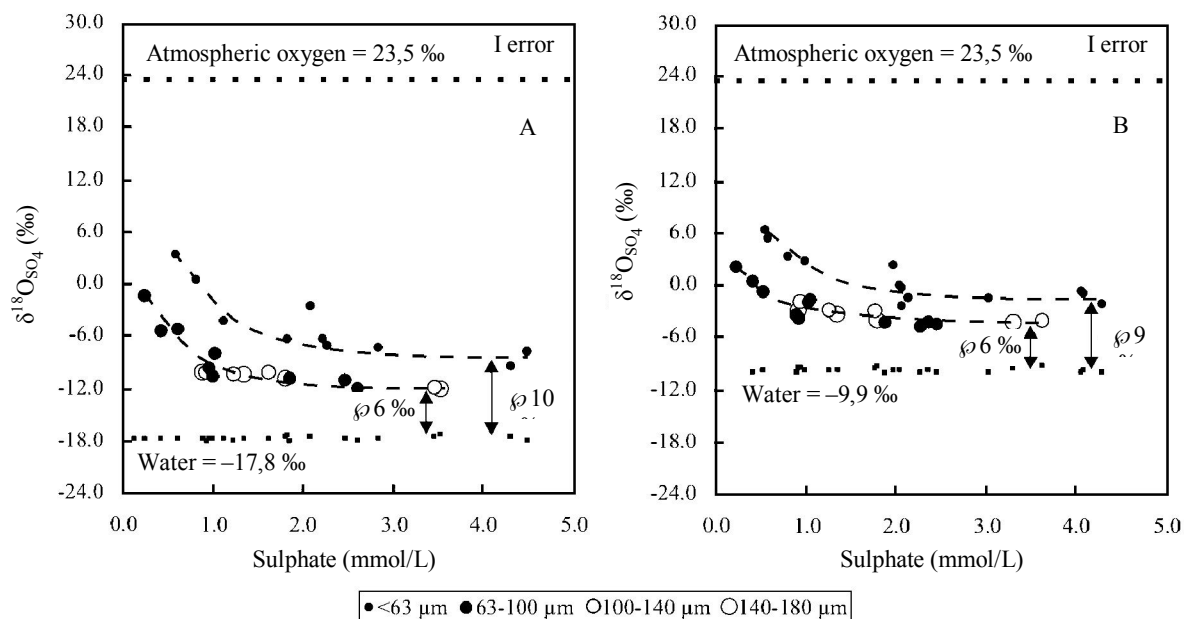 30.0
24.0
18.0
12.0
6.0
0.0
-6.0
-12.0
-18.0
-24.0
δ¹⁸O_SO₄ (‰)
Atmospheric oxygen = 23,5 ‰
I error
A
℘6 ‰
℘10
Water = –17,8 ‰
0.0 1.0 2.0 3.0 4.0 5.0
Sulphate (mmol/L)
30.0
24.0
18.0
12.0
6.0
0.0
-6.0
-12.0
-18.0
-24.0
δ¹⁸O_SO₄ (‰)
Atmospheric oxygen = 23,5 ‰
I error
B
℘6 ‰
℘9
Water = –9,9 ‰
0.0 1.0 2.0 3.0 4.0 5.0
Sulphate (mmol/L)
<63 µm 63-100 µm 100-140 µm 140-180 µm